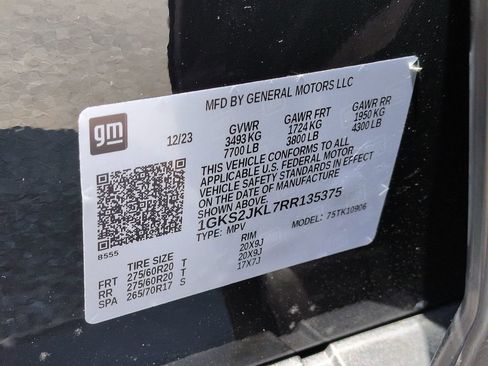 MFD BY GENERAL MOTORS LLC
gm
12/23
GVWR GAWR FRT GAWR RR
3493 KG 1724 KG 1950 KG
7700 LB 3800 LB 4300 LB
THIS VEHICLE CONFORMS TO ALL
APPLICABLE U.S. FEDERAL MOTOR
VEHICLE SAFETY STANDARDS IN EFFECT
ON THE DATE OF MANUFACTURE
SHOWN ABOVE.
1GKS2JKL7RR135375
TYPE: MPV MODEL: 75TK10906
8555
TIRE SIZE RIM
FRT 275/60R20 T 20X9J
RR 275/60R20 T 20X9J
SPA 265/70R17 S 17X7J